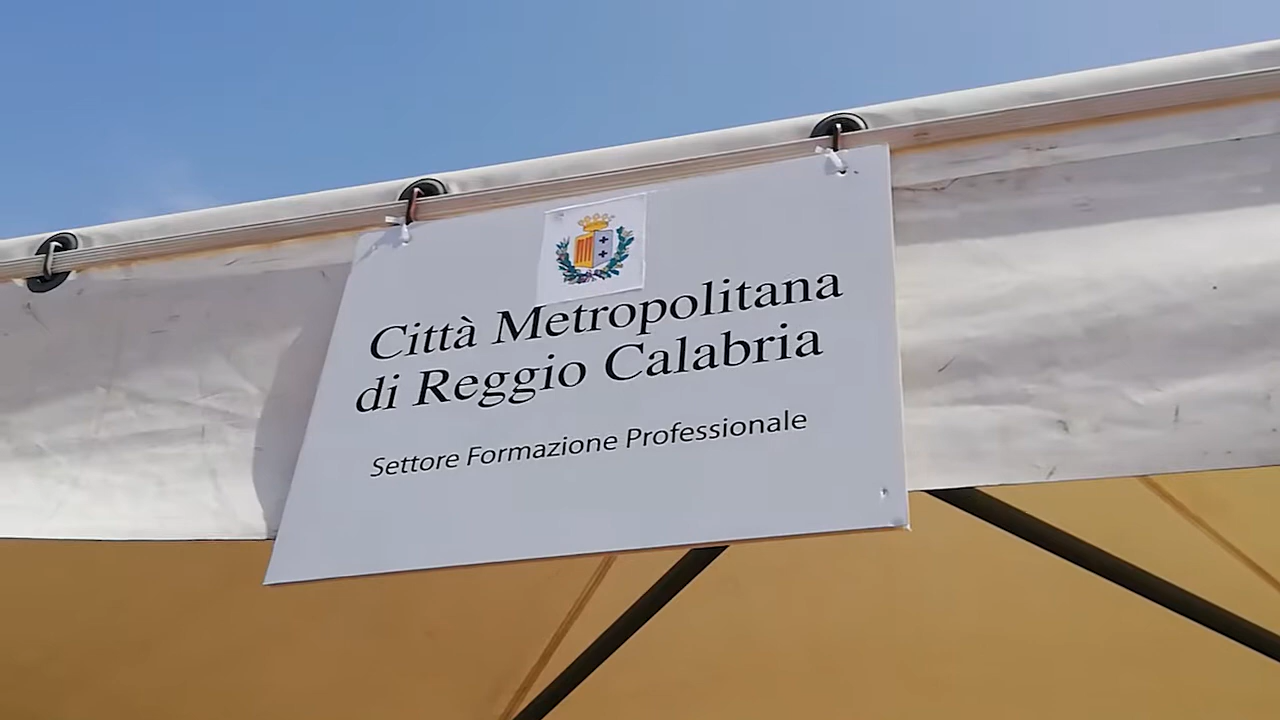 Città Metropolitana
di Reggio Calabria
Settore Formazione Professionale